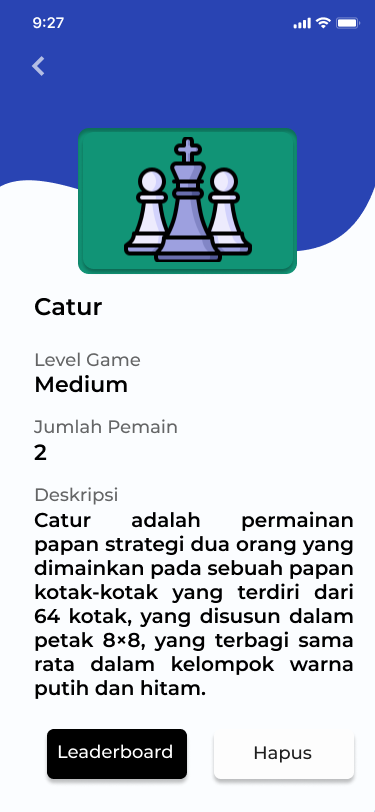 9:27
Catur
Level Game
Medium
Jumlah Pemain
2
Deskripsi
Catur adalah permainan
papan strategi dua orang yang
dimainkan pada sebuah papan
kotak-kotak yang terdiri dari
64 kotak, yang disusun dalam
petak 8×8, yang terbagi sama
rata dalam kelompok warna
putih dan hitam.
Leaderboard
Hapus